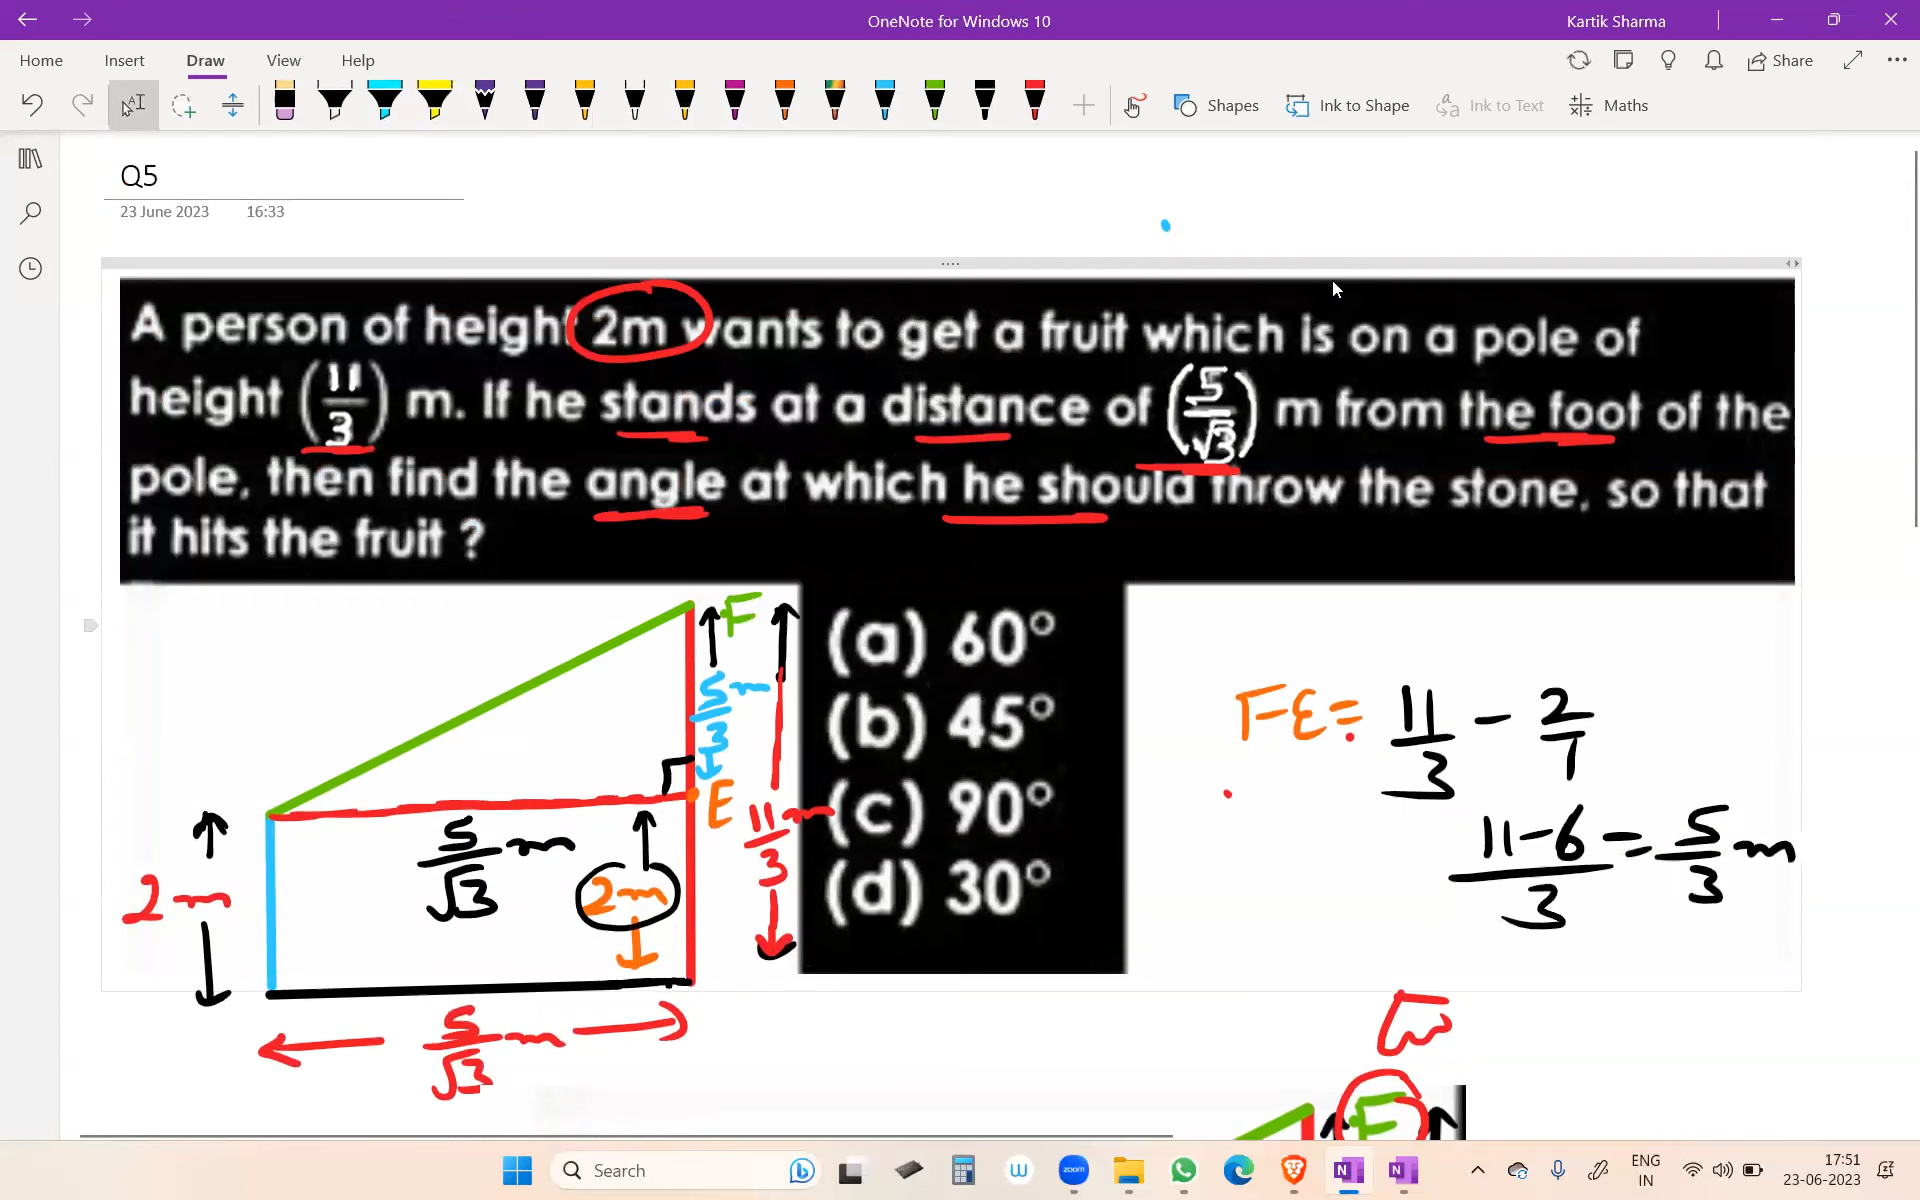 OneNote for Windows 10
Kartik Sharma
Home Insert Draw View Help
Share
Shapes Ink to Shape Ink to Text Maths
Q5
23 June 2023 16:33
A person of height 2m wants to get a fruit which is on a pole of
height (11/3) m. If he stands at a distance of (5/√3) m from the foot of the
pole, then find the angle at which he should throw the stone, so that
it hits the fruit ?
(a) 60°
(b) 45°
(c) 90°
(d) 30°
F
5/3 m
E
11/3 m
5/√3 m
2m
2m
5/√3 m
FE = 11/3 - 2/1
11-6/3 = 5/3 m
F
Search
zoom
ENG
IN
17:51
23-06-2023